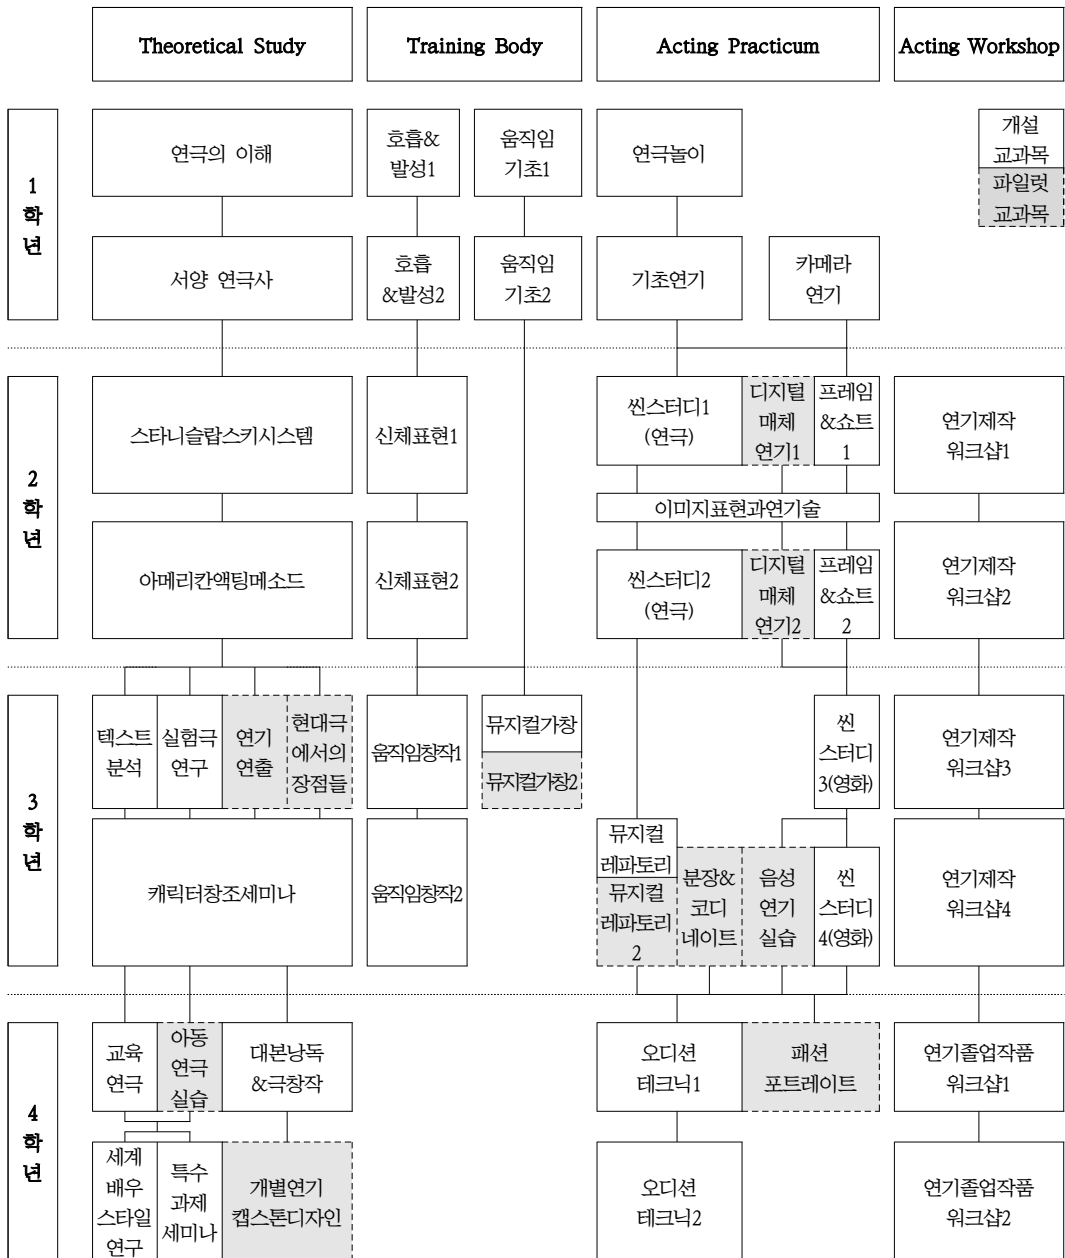 Theoretical Study
Training Body
Acting Practicum
Acting Workshop
1
학
년
연극의 이해
호흡&
발성1
움직임
기초1
연극놀이
개설
교과목
파일럿
교과목
서양 연극사
호흡
&발성2
움직임
기초2
기초연기
카메라
연기
2
학
년
스타니슬랍스키시스템
신체표현1
씬스터디1
(연극)
디지털
매체
연기1
프레임
&쇼트
1
연기제작
워크샵1
이미지표현과연기술
아메리칸액팅메소드
신체표현2
씬스터디2
(연극)
디지털
매체
연기2
프레임
&쇼트
2
연기제작
워크샵2
3
학
년
텍스트
분석
실험극
연구
연기
연출
현대극
에서의
장점들
움직임창작1
뮤지컬가창
뮤지컬가창2
씬
스터디
3(영화)
연기제작
워크샵3
캐릭터창조세미나
움직임창작2
뮤지컬
레파토리
뮤지컬
레파토리
2
분장&
코디
네이트
음성
연기
실습
씬
스터디
4(영화)
연기제작
워크샵4
4
학
년
교육
연극
아동
연극
실습
대본낭독
&극창작
오디션
테크닉1
패션
포트레이트
연기졸업작품
워크샵1
세계
배우
스타일
연구
특수
과제
세미나
개별연기
캡스톤디자인
오디션
테크닉2
연기졸업작품
워크샵2